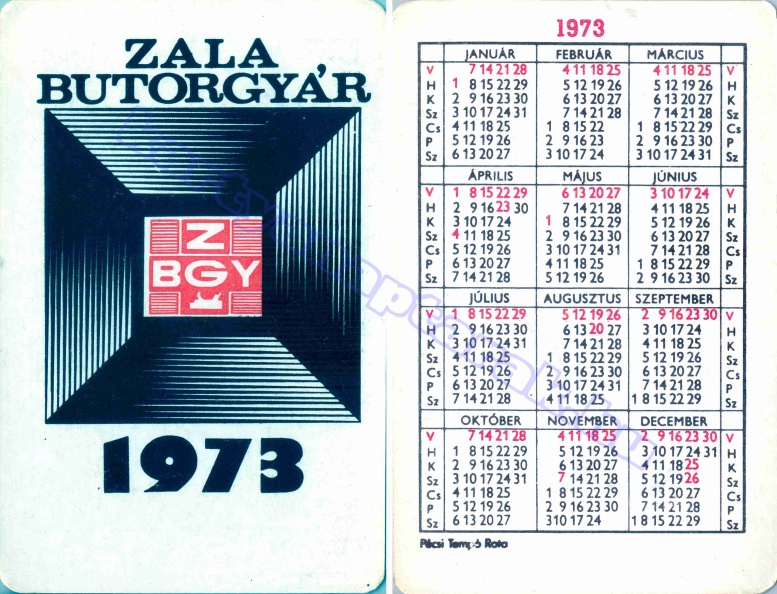 ZALA
BUTORGYÁR
Z
BGY
1973
1973
JANUÁR FEBRUÁR MÁRCIUS
V 7 14 21 28 4 11 18 25 4 11 18 25 V
H 1 8 15 22 29 5 12 19 26 5 12 19 26 H
K 2 9 16 23 30 6 13 20 27 6 13 20 27 K
Sz 3 10 17 24 31 7 14 21 28 7 14 21 28 Sz
Cs 4 11 18 25 1 8 15 22 1 8 15 22 29 Cs
P 5 12 19 26 2 9 16 23 2 9 16 23 30 P
Sz 6 13 20 27 3 10 17 24 3 10 17 24 31 Sz
ÁPRILIS MÁJUS JÚNIUS
V 1 8 15 22 29 6 13 20 27 3 10 17 24 V
H 2 9 16 23 30 7 14 21 28 4 11 18 25 H
K 3 10 17 24 1 8 15 22 29 5 12 19 26 K
Sz 4 11 18 25 2 9 16 23 30 6 13 20 27 Sz
Cs 5 12 19 26 3 10 17 24 31 7 14 21 28 Cs
P 6 13 20 27 4 11 18 25 1 8 15 22 29 P
Sz 7 14 21 28 5 12 19 26 2 9 16 23 30 Sz
JÚLIUS AUGUSZTUS SZEPTEMBER
V 1 8 15 22 29 5 12 19 26 2 9 16 23 30 V
H 2 9 16 23 30 6 13 20 27 3 10 17 24 H
K 3 10 17 24 31 7 14 21 28 4 11 18 25 K
Sz 4 11 18 25 1 8 15 22 29 5 12 19 26 Sz
Cs 5 12 19 26 2 9 16 23 30 6 13 20 27 Cs
P 6 13 20 27 3 10 17 24 31 7 14 21 28 P
Sz 7 14 21 28 4 11 18 25 1 8 15 22 29 Sz
OKTÓBER NOVEMBER DECEMBER
V 7 14 21 28 4 11 18 25 2 9 16 23 30 V
H 1 8 15 22 29 5 12 19 26 3 10 17 24 31 H
K 2 9 16 23 30 6 13 20 27 4 11 18 25 K
Sz 3 10 17 24 31 7 14 21 28 5 12 19 26 Sz
Cs 4 11 18 25 1 8 15 22 29 6 13 20 27 Cs
P 5 12 19 26 2 9 16 23 30 7 14 21 28 P
Sz 6 13 20 27 3 10 17 24 1 8 15 22 29 Sz
Pécsi Tempó Rota